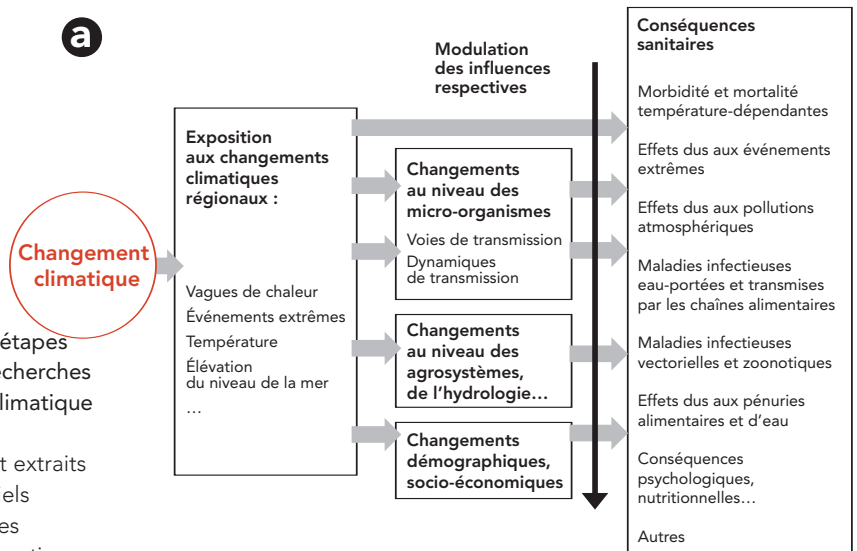 a
Modulation
des influences
respectives
Conséquences
sanitaires
Morbidité et mortalité
température-dépendantes
Effets dus aux événements
extrêmes
Effets dus aux pollutions
atmosphériques
Maladies infectieuses
eau-portées et transmises
par les chaînes alimentaires
Maladies infectieuses
vectorielles et zoonotiques
Effets dus aux pénuries
alimentaires et d'eau
Conséquences
psychologiques,
nutritionnelles...
Autres
Exposition
aux changements
climatiques
régionaux :
Vagues de chaleur
Événements extrêmes
Température
Élévation
du niveau de la mer
...
Changements
au niveau des
micro-organismes
Voies de transmission
Dynamiques
de transmission
Changements
au niveau des
agrosystèmes,
de l'hydrologie...
Changements
démographiques,
socio-économiques
Changement
climatique
étapes
limatique
t extraits